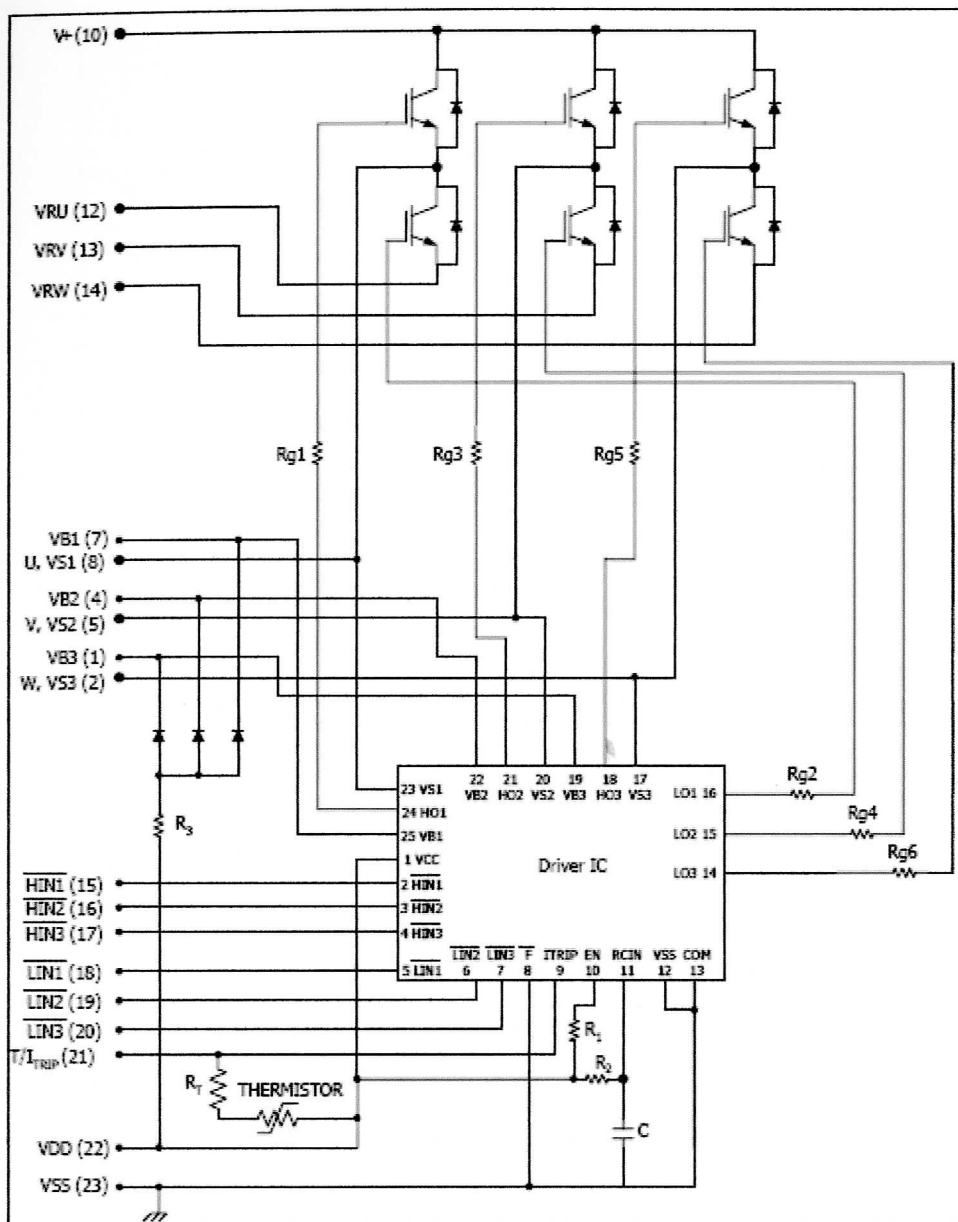 V+(10)
VRU (12)
VRV (13)
VRW (14)
Rg1
Rg3
Rg5
VB1 (7)
U, VS1 (8)
VB2 (4)
V, VS2 (5)
VB3 (1)
W, VS3 (2)
22 21 20 19 18 17
VB2 HO2 VS2 VB3 HO3 VS3
23 VS1
24 HO1
25 VB1
1 VCC
2 HIN1
3 HIN2
4 HIN3
5 LIN1
LO1 16
LO2 15
LO3 14
Rg2
Rg4
Rg6
Driver IC
R3
HIN1 (15)
HIN2 (16)
HIN3 (17)
LIN1 (18)
LIN2 (19)
LIN3 (20)
T/ITRIP (21)
LIN2 LIN3 F ITRIP EN RCIN VSS COM
6 7 8 9 10 11 12 13
R1
R2
RT
THERMISTOR
C
VDD (22)
VSS (23)